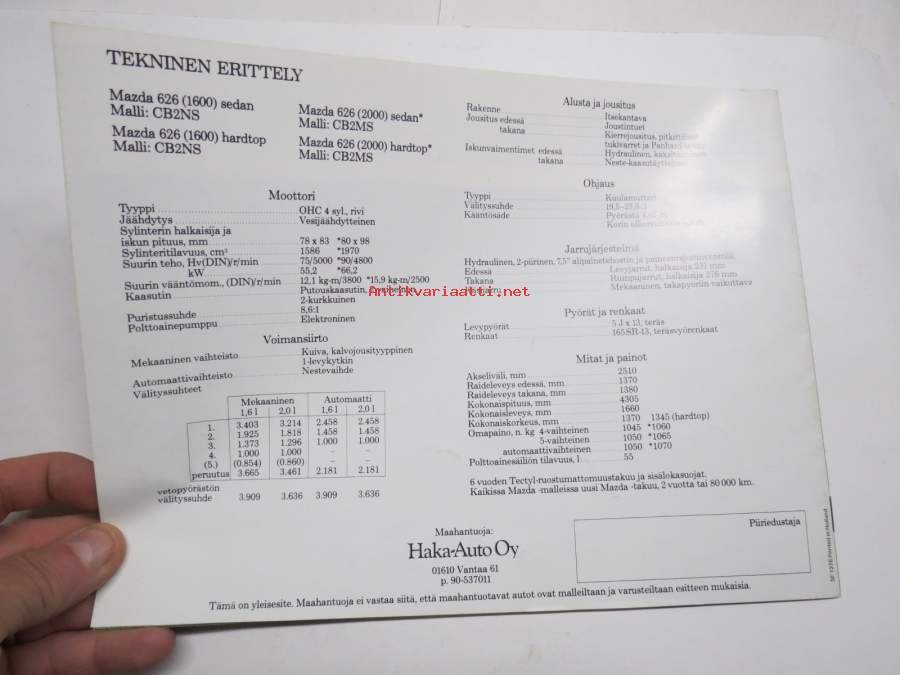 TEKNINEN ERITTELY
Mazda 626 (1600) sedan
Malli: CB2NS
Mazda 626 (1600) hardtop
Malli: CB2NS
Mazda 626 (2000) sedan*
Malli: CB2MS
Mazda 626 (2000) hardtop*
Malli: CB2MS
Moottori
Tyyppi OHC 4 syl., rivi
Jäähdytys Vesijäähdytteinen
Sylinterin halkaisija ja
iskun pituus, mm 78 x 83 *80 x 98
Sylinteritilavuus, cm³ 1586 *1970
Suurin teho, Hv(DIN)/r/min 75/5000 *90/4800
kW 55,2 *66,2
Suurin vääntömom., (DIN)/r/min 12,1 kg-m/3800 *15,9 kg-m/2500
Kaasutin Putouskaasutin,
2-kurkkuinen
Puristussuhde 8,6:1
Polttoainepumppu Elektroninen
Voimansiirto
Mekaaninen vaihteisto Kuiva, kalvojousityyppinen
1-levykytkin
Automaattivaihteisto Nestevaihde
Välityssuhteet
Mekaaninen Automaatti
1,6 l 2,0 l 1,6 l 2,0 l
1. 3.403 3.214 2.458 2.458
2. 1.925 1.818 1.458 1.458
3. 1.373 1.296 1.000 1.000
4. 1.000 1.000 – –
(5.) (0.854) (0.860) – –
peruutus 3.665 3.461 2.181 2.181
vetopyörästön
välityssuhde 3.909 3.636 3.909 3.636
Alusta ja jousitus
Rakenne Itsekantava
Jousitus edessä Joustintuet
takana Kierrejousitus,
tukivarret ja Panhard
Iskunvaimentimet edessä Hydraulinen,
takana
Ohjaus
Tyyppi Kuulamutteri
Välityssuhde
Kääntösäde Pyörästä
Jarrujärjestelmä
Hydraulinen, 2-piirinen, 7,5" alipainetehostin ja
Edessä Levyjarrut, halkaisija 231 mm
Takana Rumpujarrut, halkaisija
Mekaaninen, takapyöriin vaikuttava
Antikvariaatti.net
Pyörät ja renkaat
Levypyörät 5 J x 13, teräs
Renkaat 165SR-13, teräsvyörenkaat
Mitat ja painot
Akseliväli, mm 2510
Raideleveys edessä, mm 1370
Raideleveys takana, mm 1380
Kokonaispituus, mm 4305
Kokonaisleveys, mm 1660
Kokonaiskorkeus, mm 1370 1345 (hardtop)
Omapaino, n. kg 4-vaihteinen 1045 *1060
5-vaihteinen 1050 *1065
automaattivaihteinen 1050 *1070
Polttoainesäiliön tilavuus, l 55
6 vuoden Tectyl-ruostumattomuustakuu ja sisälokasuojat.
Kaikissa Mazda -malleissa uusi Mazda -takuu, 2 vuotta tai 80 000 km.
Maahantuoja:
Haka-Auto Oy
01610 Vantaa 61
p. 90-537011
Piiriedustaja
Tämä on yleisesite. Maahantuoja ei vastaa siitä, että maahantuotavat autot ovat malleiltaan ja varusteiltaan esitteen mukaisia.